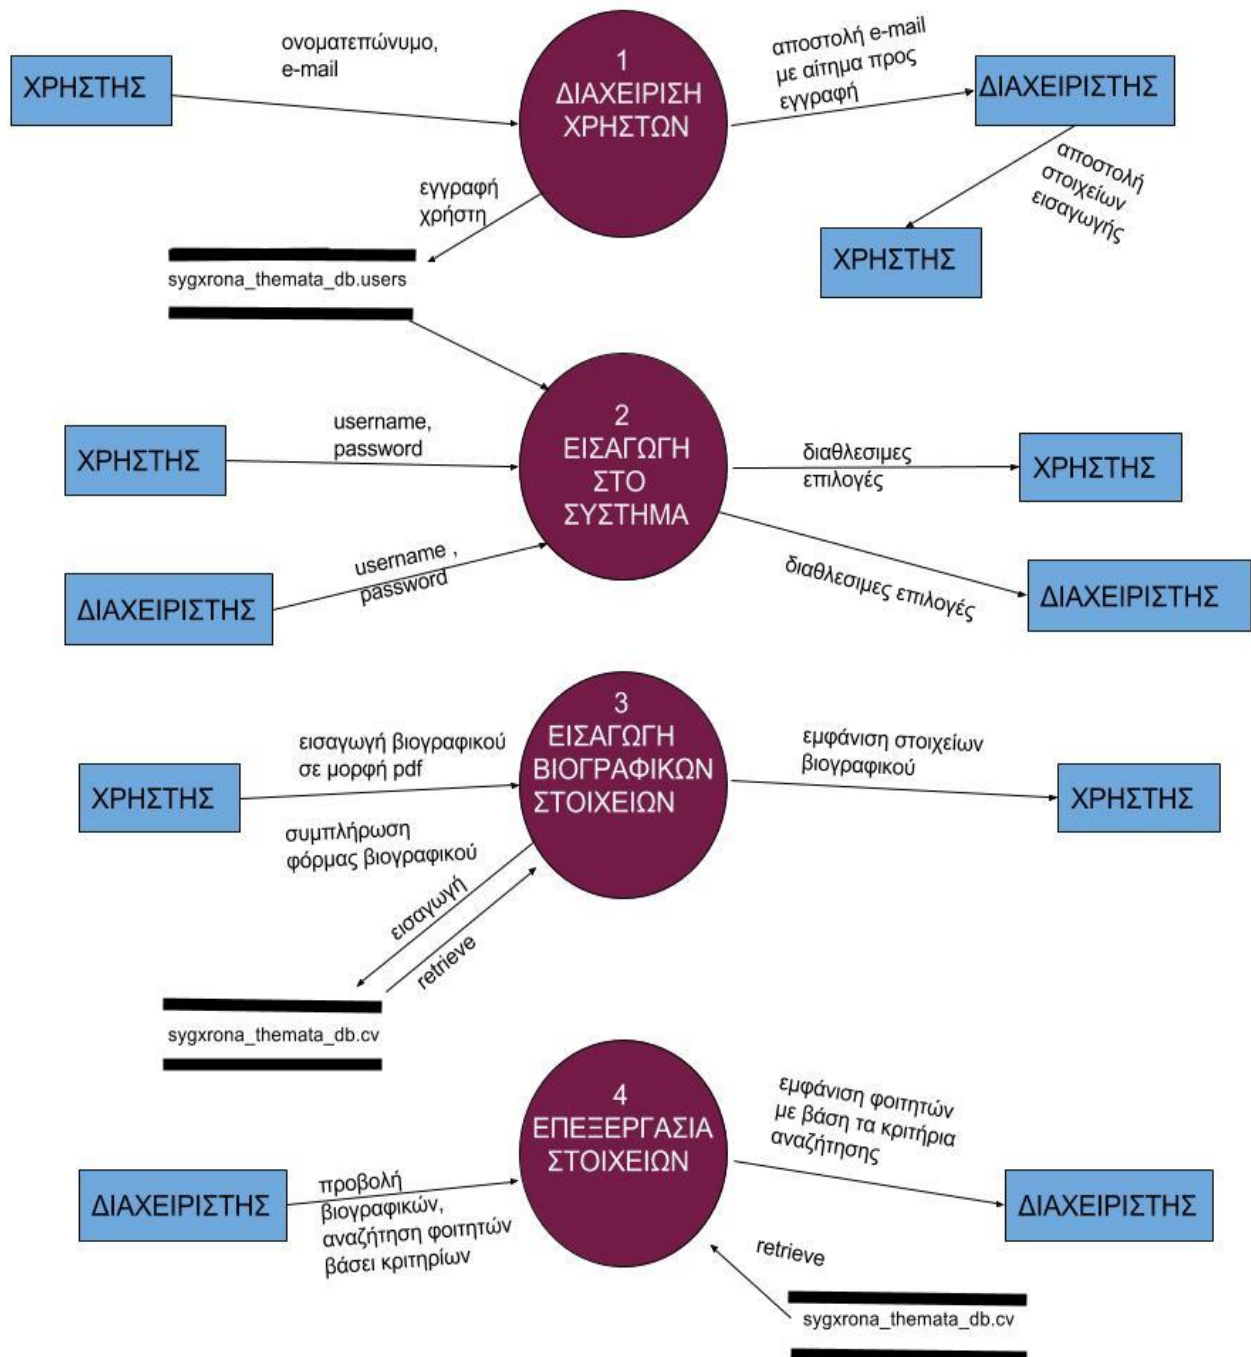 ονοματεπώνυμο,
e-mail
ΧΡΗΣΤΗΣ
1
ΔΙΑΧΕΙΡΙΣΗ
ΧΡΗΣΤΩΝ
αποστολή e-mail
με αίτημα προς
εγγραφή
ΔΙΑΧΕΙΡΙΣΤΗΣ
αποστολή
στοιχείων
εισαγωγής
ΧΡΗΣΤΗΣ
εγγραφή
χρήστη
sygxrona_themata_db.users
ΧΡΗΣΤΗΣ
username,
password
2
ΕΙΣΑΓΩΓΗ
ΣΤΟ
ΣΥΣΤΗΜΑ
διαθλεσιμες
επιλογές
ΧΡΗΣΤΗΣ
ΔΙΑΧΕΙΡΙΣΤΗΣ
username ,
password
διαθλεσιμες επιλογές
ΔΙΑΧΕΙΡΙΣΤΗΣ
ΧΡΗΣΤΗΣ
εισαγωγή βιογραφικού
σε μορφή pdf
συμπλήρωση
φόρμας βιογραφικού
3
ΕΙΣΑΓΩΓΗ
ΒΙΟΓΡΑΦΙΚΩΝ
ΣΤΟΙΧΕΙΩΝ
εμφάνιση στοιχείων
βιογραφικού
ΧΡΗΣΤΗΣ
εισαγωγή
retrieve
sygxrona_themata_db.cv
ΔΙΑΧΕΙΡΙΣΤΗΣ
προβολή
βιογραφικών,
αναζήτηση φοιτητών
βάσει κριτηρίων
4
ΕΠΕΞΕΡΓΑΣΙΑ
ΣΤΟΙΧΕΙΩΝ
εμφάνιση φοιτητών
με βάση τα κριτήρια
αναζήτησης
ΔΙΑΧΕΙΡΙΣΤΗΣ
retrieve
sygxrona_themata_db.cv